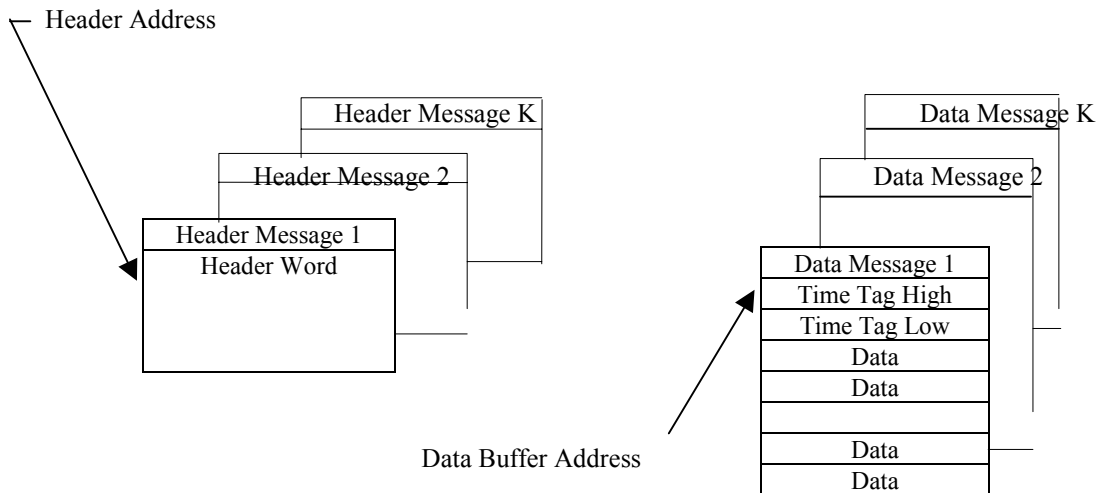 Header Address
Header Message K
Header Message 2
Header Message 1
Header Word
Data Message K
Data Message 2
Data Message 1
Time Tag High
Time Tag Low
Data
Data
Data
Data
Data Buffer Address